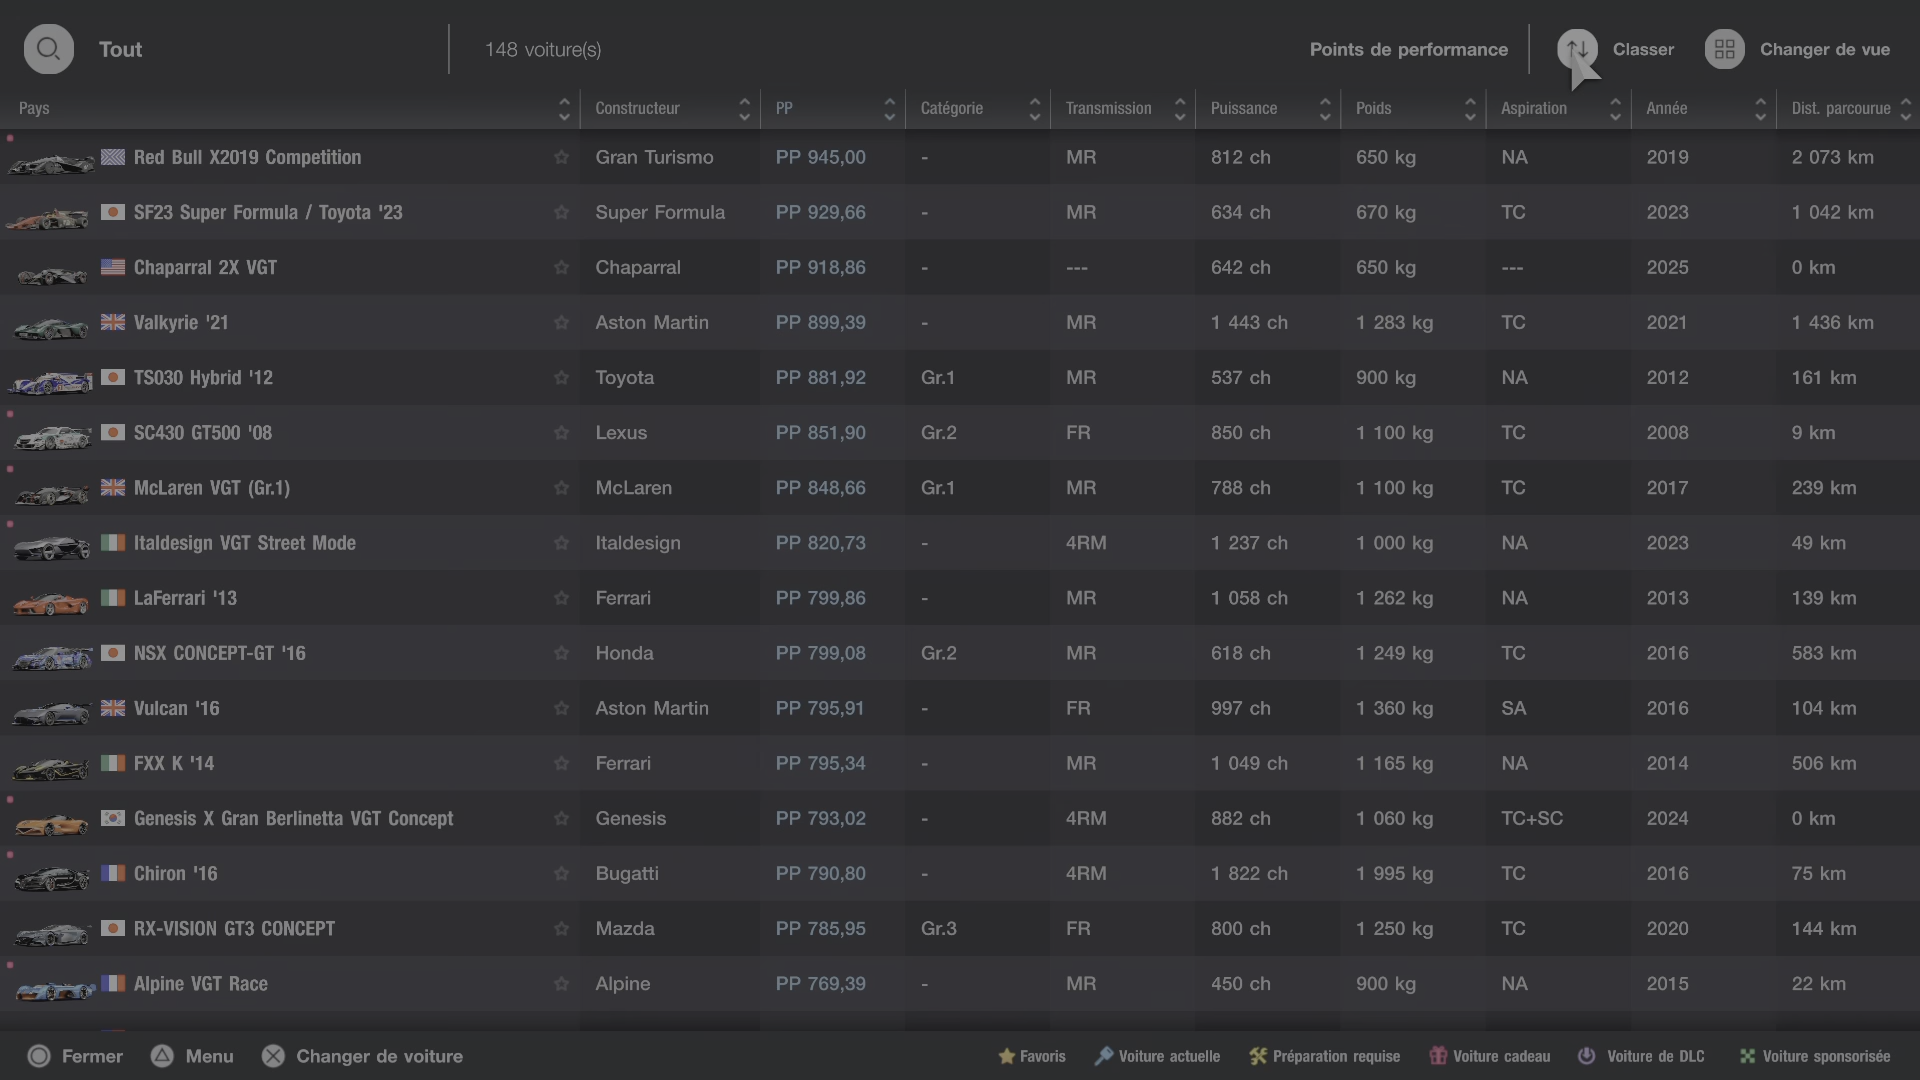 Tout 148 voiture(s) Points de performance Classer Changer de vue
Pays Constructeur PP Catégorie Transmission Puissance Poids Aspiration Année Dist. parcourue
Red Bull X2019 Competition Gran Turismo PP 945,00 - MR 812 ch 650 kg NA 2019 2 073 km
SF23 Super Formula / Toyota '23 Super Formula PP 929,66 - MR 634 ch 670 kg TC 2023 1 042 km
Chaparral 2X VGT Chaparral PP 918,86 - --- 642 ch 650 kg --- 2025 0 km
Valkyrie '21 Aston Martin PP 899,39 - MR 1 443 ch 1 283 kg TC 2021 1 436 km
TS030 Hybrid '12 Toyota PP 881,92 Gr.1 MR 537 ch 900 kg NA 2012 161 km
SC430 GT500 '08 Lexus PP 851,90 Gr.2 FR 850 ch 1 100 kg TC 2008 9 km
McLaren VGT (Gr.1) McLaren PP 848,66 Gr.1 MR 788 ch 1 100 kg TC 2017 239 km
Italdesign VGT Street Mode Italdesign PP 820,73 - 4RM 1 237 ch 1 000 kg NA 2023 49 km
LaFerrari '13 Ferrari PP 799,86 - MR 1 058 ch 1 262 kg NA 2013 139 km
NSX CONCEPT-GT '16 Honda PP 799,08 Gr.2 MR 618 ch 1 249 kg TC 2016 583 km
Vulcan '16 Aston Martin PP 795,91 - FR 997 ch 1 360 kg SA 2016 104 km
FXX K '14 Ferrari PP 795,34 - MR 1 049 ch 1 165 kg NA 2014 506 km
Genesis X Gran Berlinetta VGT Concept Genesis PP 793,02 - 4RM 882 ch 1 060 kg TC+SC 2024 0 km
Chiron '16 Bugatti PP 790,80 - 4RM 1 822 ch 1 995 kg TC 2016 75 km
RX-VISION GT3 CONCEPT Mazda PP 785,95 Gr.3 FR 800 ch 1 250 kg TC 2020 144 km
Alpine VGT Race Alpine PP 769,39 - MR 450 ch 900 kg NA 2015 22 km
Fermer Menu Changer de voiture Favoris Voiture actuelle Préparation requise Voiture cadeau Voiture de DLC Voiture sponsorisée